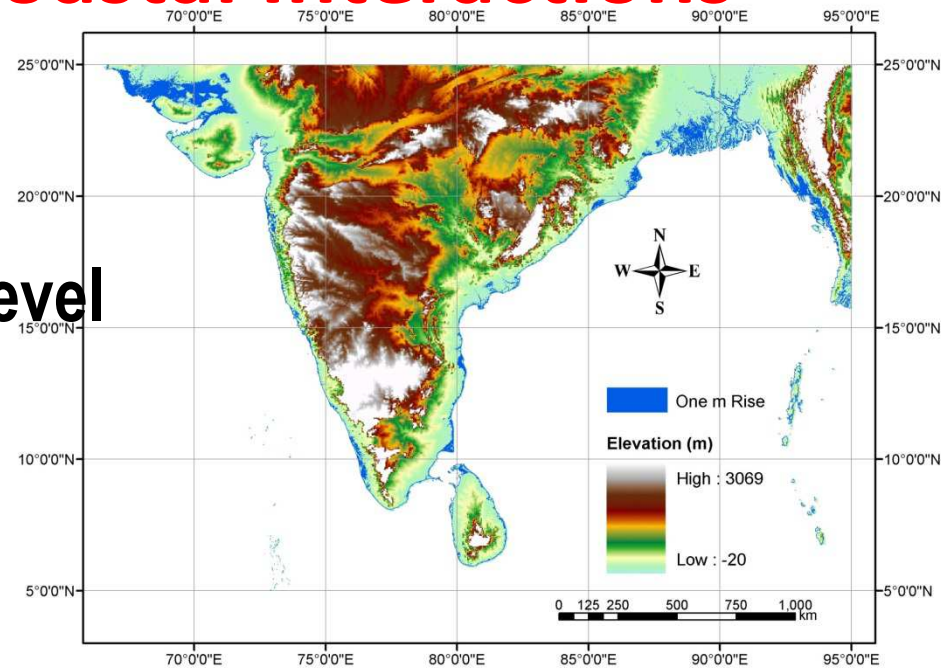 oastal Interactions
70°0'0"E 75°0'0"E 80°0'0"E 85°0'0"E 90°0'0"E 95°0'0"E
25°0'0"N 25°0'0"N
20°0'0"N 20°0'0"N
N
W E
S
evel
15°0'0"N 15°0'0"N
One m Rise
Elevation (m)
10°0'0"N 10°0'0"N
High : 3069
Low : -20
5°0'0"N 5°0'0"N
0 125 250 500 750 1,000
km
70°0'0"E 75°0'0"E 80°0'0"E 85°0'0"E 90°0'0"E 95°0'0"E